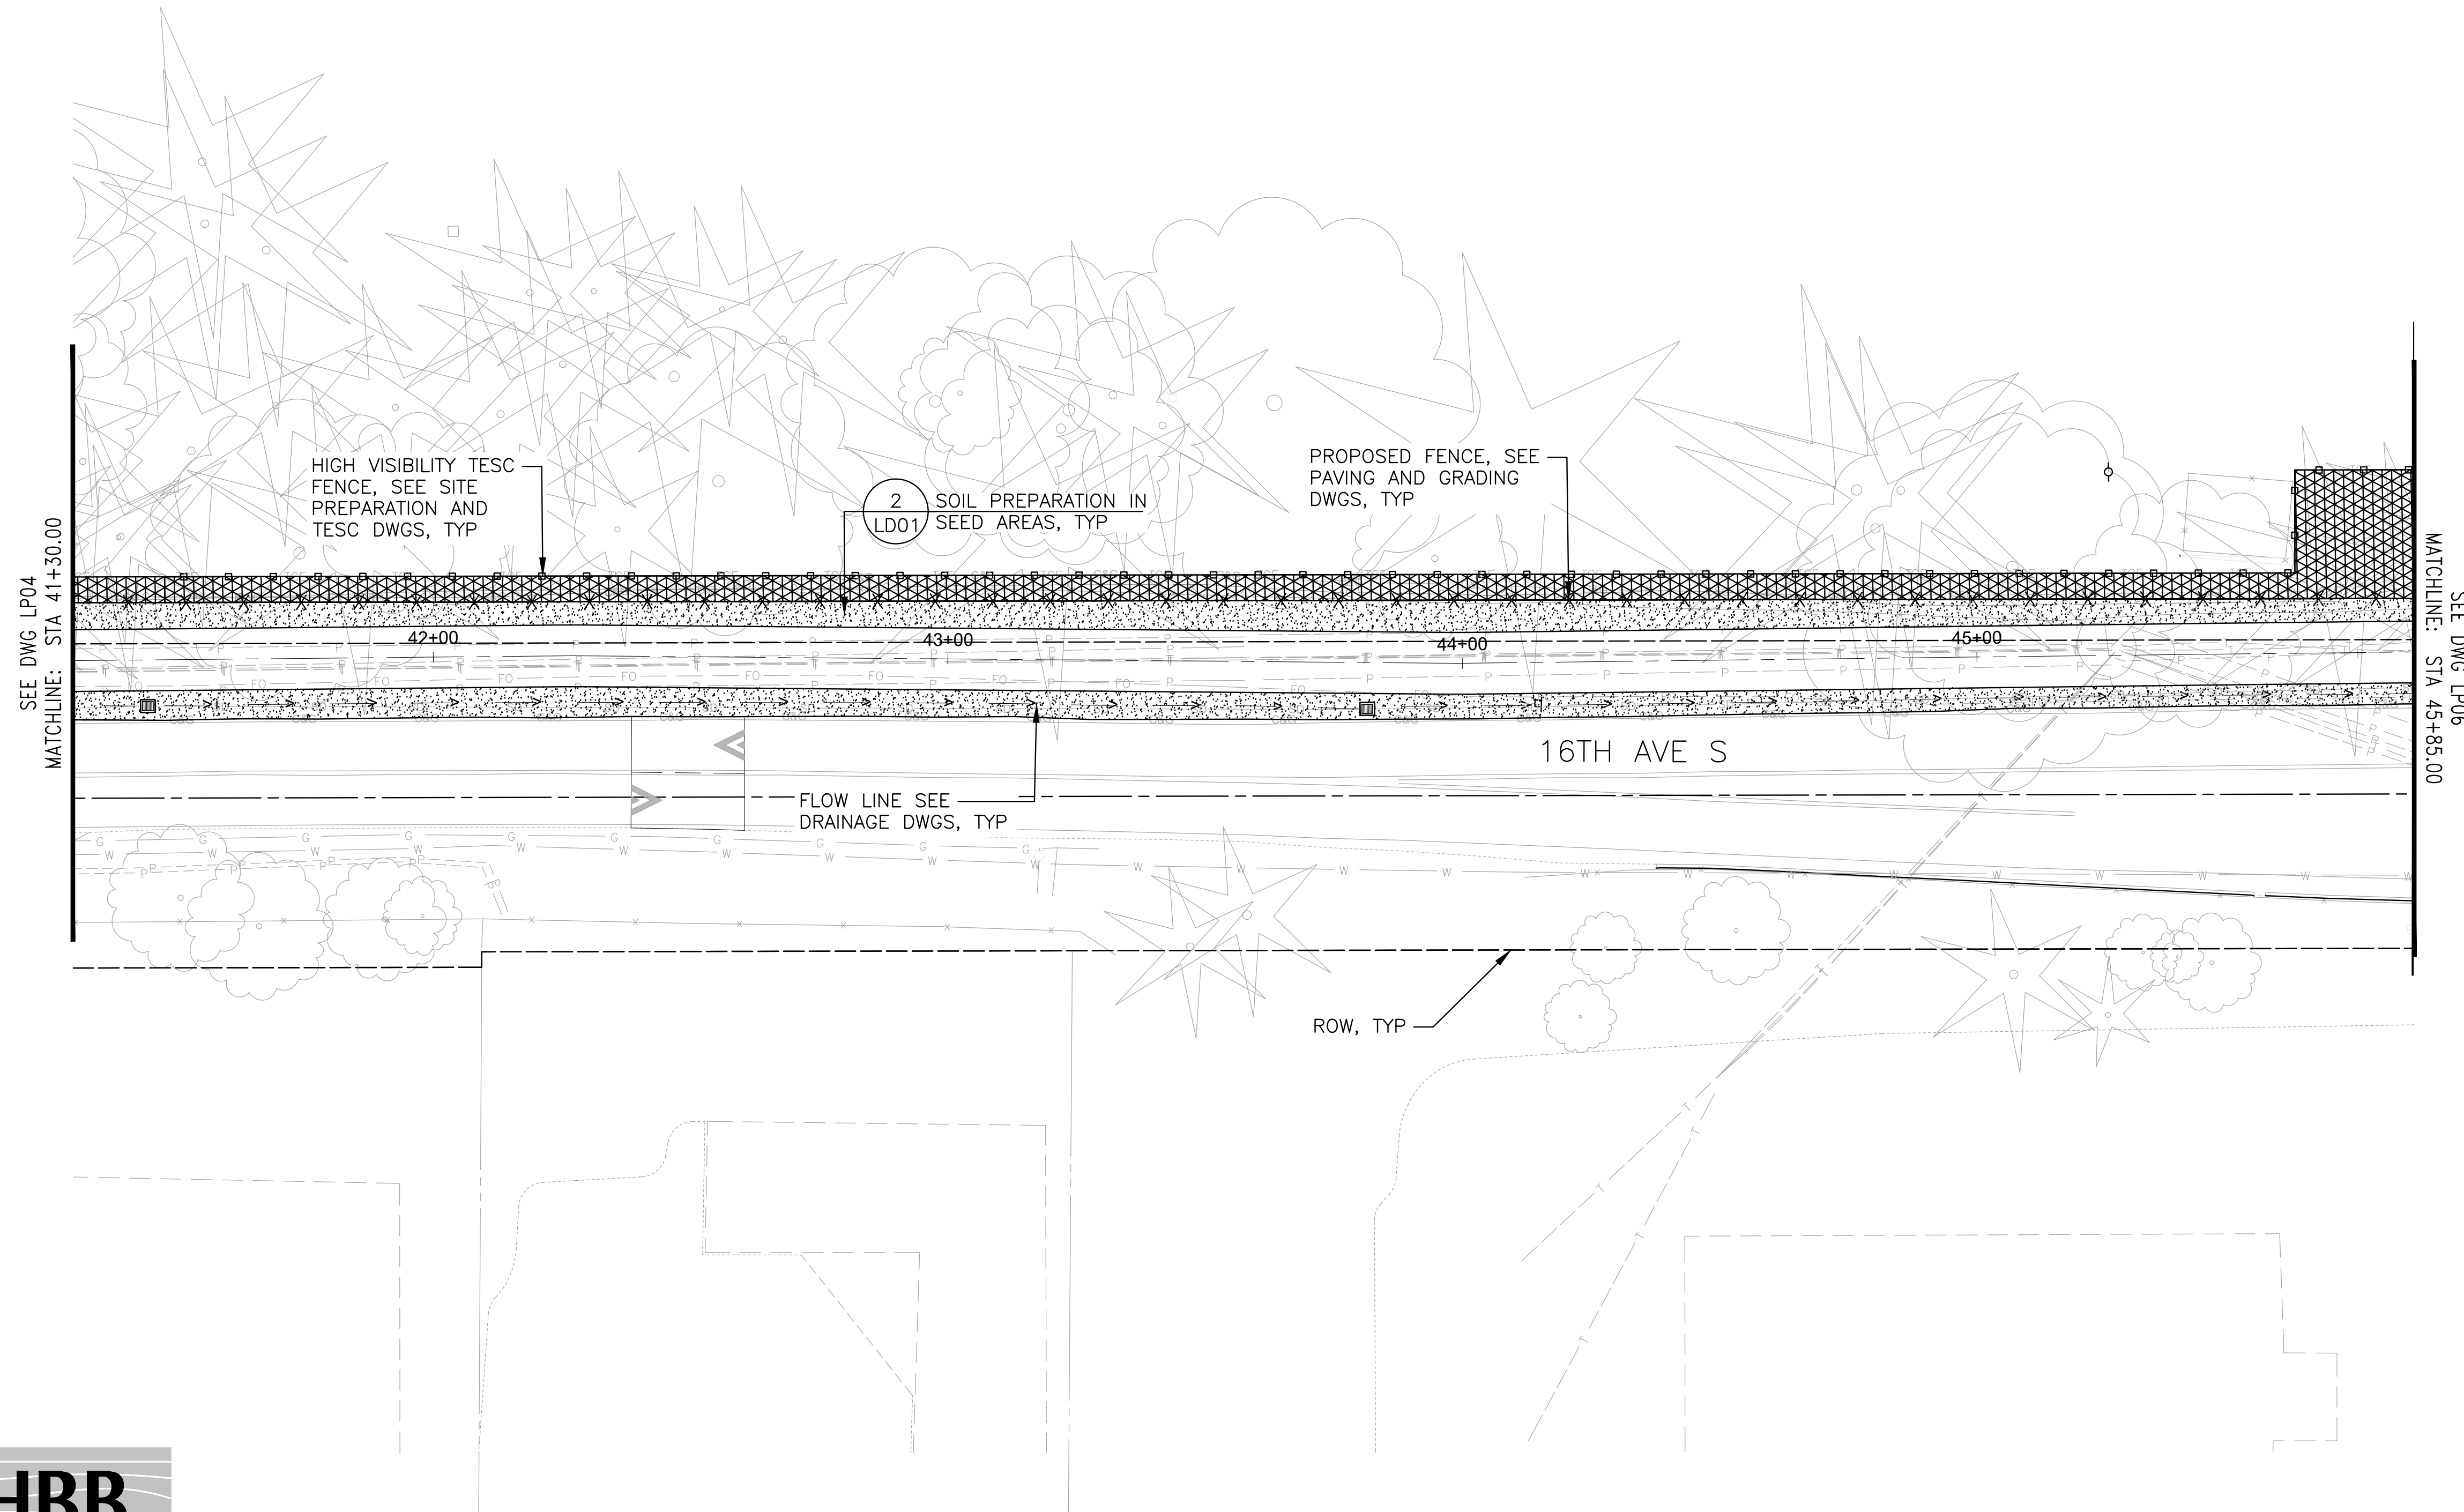 HIGH VISIBILITY TESC
FENCE, SEE SITE
PREPARATION AND
TESC DWGS, TYP
2
LD01
SOIL PREPARATION IN
SEED AREAS, TYP
PROPOSED FENCE, SEE
PAVING AND GRADING
DWGS, TYP
SEE DWG LP04
MATCHLINE: STA 41+30.00
MATCHLINE: STA 45+85.00
SEE DWG LP06
42+00
43+00
44+00
45+00
16TH AVE S
FLOW LINE SEE
DRAINAGE DWGS, TYP
ROW, TYP
HBB